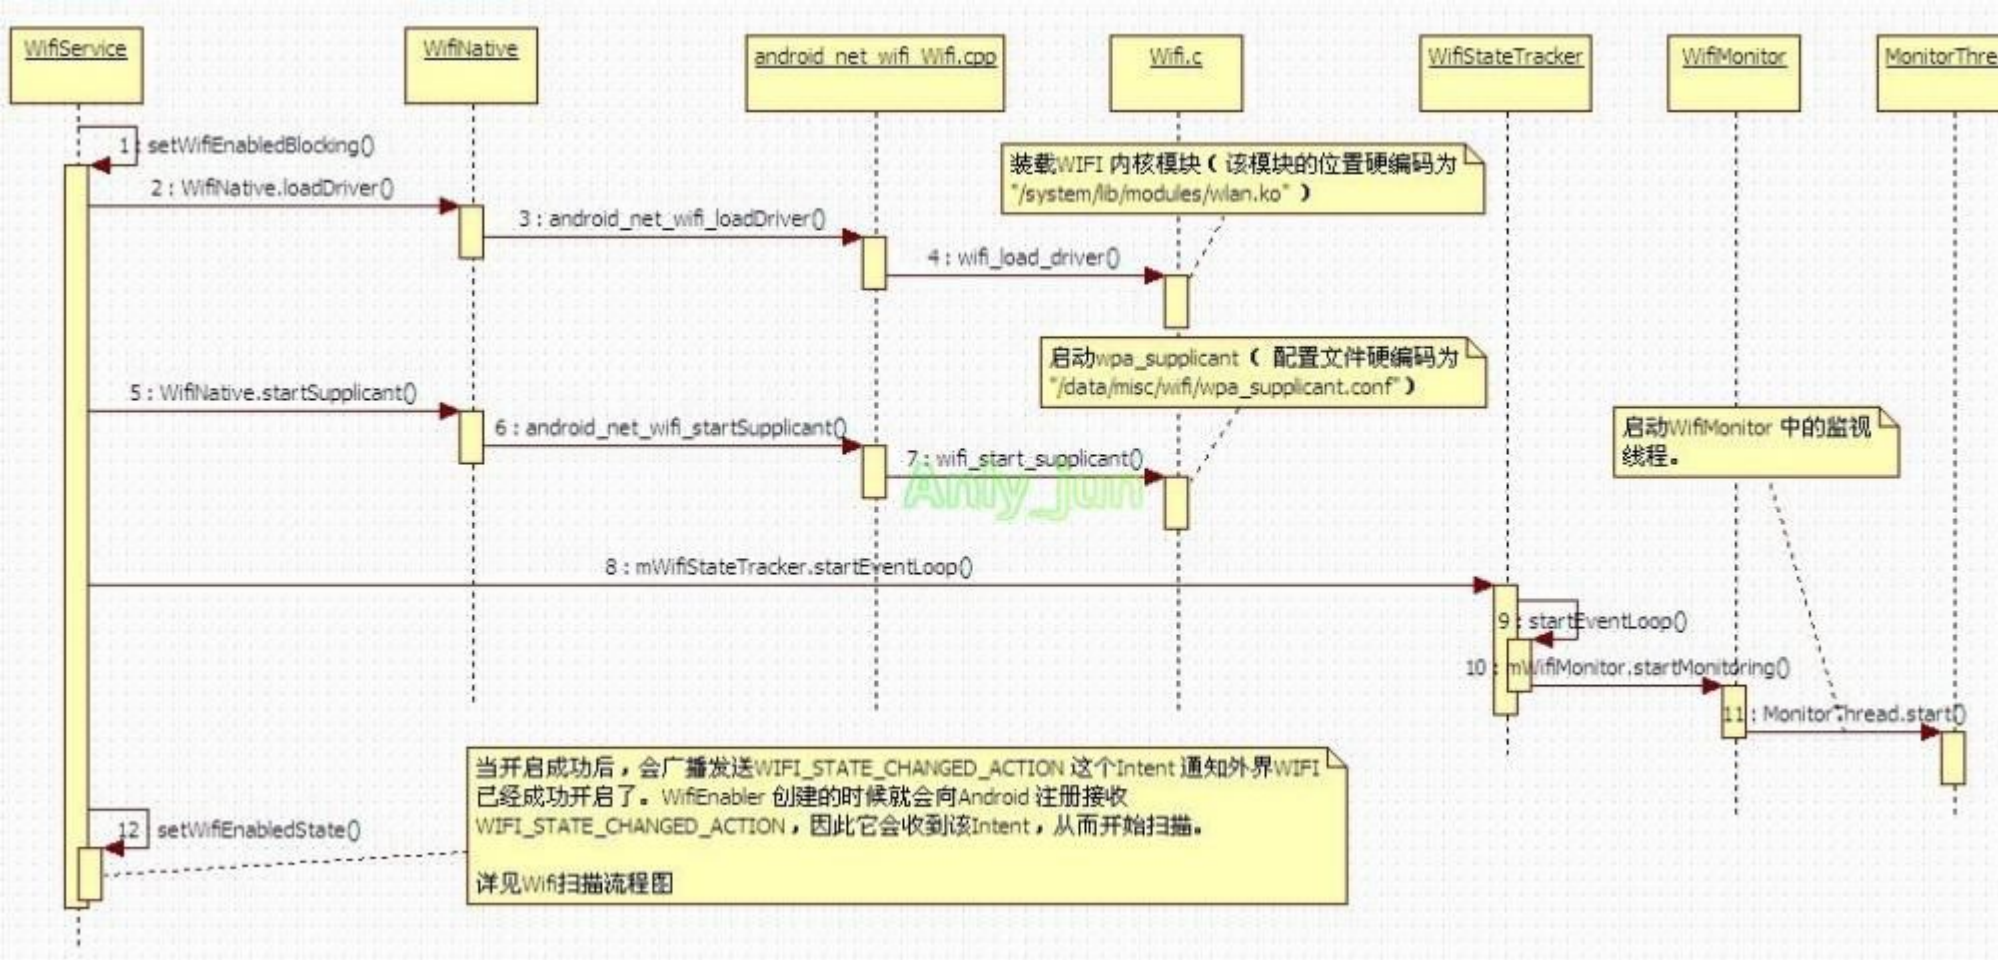 WifiService
WifiNative
android_net_wifi_Wifi.cpp
Wifi.c
WifiStateTracker
WifiMonitor
MonitorThre
1 : setWifiEnabledBlocking()
2 : WifiNative.loadDriver()
3 : android_net_wifi_loadDriver()
4 : wifi_load_driver()
装载WIFI 内核模块（该模块的位置硬编码为
"/system/lib/modules/wlan.ko" ）
5 : WifiNative.startSupplicant()
6 : android_net_wifi_startSupplicant()
7 : wifi_start_supplicant()
启动wpa_supplicant（ 配置文件硬编码为
"/data/misc/wifi/wpa_supplicant.conf"）
启动WifiMonitor 中的监视
线程。
Anly_jun
8 : mWifiStateTracker.startEventLoop()
9 : startEventLoop()
10 : mWifiMonitor.startMonitoring()
11 : MonitorThread.start()
12 setWifiEnabledState()
当开启成功后，会广播发送WIFI_STATE_CHANGED_ACTION 这个Intent 通知外界WIFI
已经成功开启了。WifiEnabler 创建的时候就会向Android 注册接收
WIFI_STATE_CHANGED_ACTION，因此它会收到该Intent，从而开始扫描。
详见Wifi扫描流程图